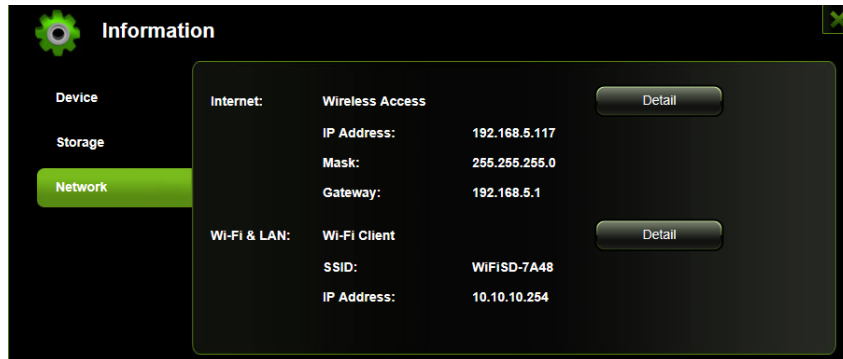 Information
Device
Storage
Network
Internet: Wireless Access Detail
IP Address: 192.168.5.117
Mask: 255.255.255.0
Gateway: 192.168.5.1
Wi-Fi & LAN: Wi-Fi Client Detail
SSID: WiFiSD-7A48
IP Address: 10.10.10.254